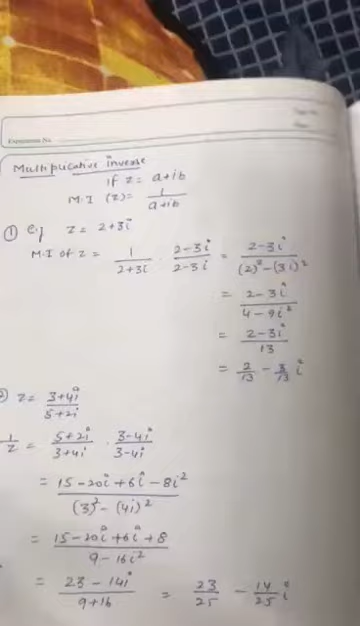 Experiment No.
Multiplicative inverse
if z = a+ib
M.I (z) = 1/(a+ib)
① e.g z = 2+3i
M.I of z = 1/(2+3i) · (2-3i)/(2-3i) = (2-3i)/((2)²-(3i)²)
= (2-3i)/(4-9i²)
= (2-3i)/13
= 2/13 - 3/13 i
z = (3+4i)/(5+2i)
1/z = (5+2i)/(3+4i) · (3-4i)/(3-4i)
= (15-20i+6i-8i²)/((3)²-(4i)²)
= (15-20i+6i+8)/(9-16i²)
= (23-14i)/(9+16) = 23/25 - 14/25 i